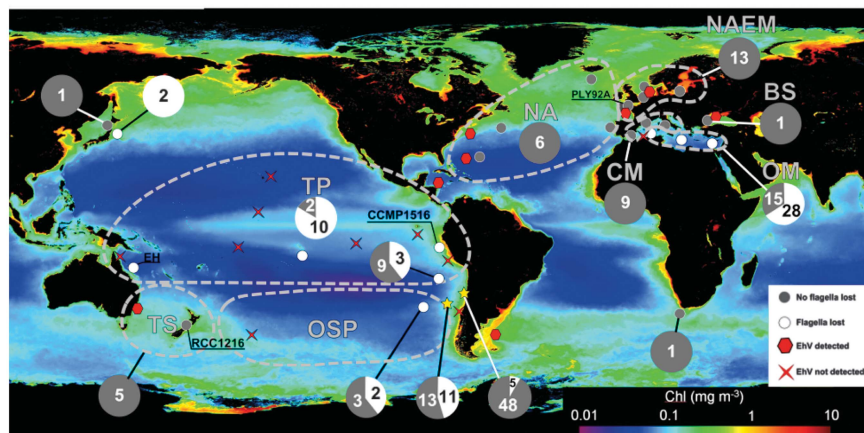 NAEM
13
1
2
PLY92A
BS
1
NA
6
CM
9
OM
15
28
TP
2
10
CCMP1516
EH
9
3
TS
RCC1216
OSP
5
3
2
13
11
5
48
1
No flagella lost
Flagella lost
EhV detected
EhV not detected
Chl (mg m-3)
0.01
0.1
1
10